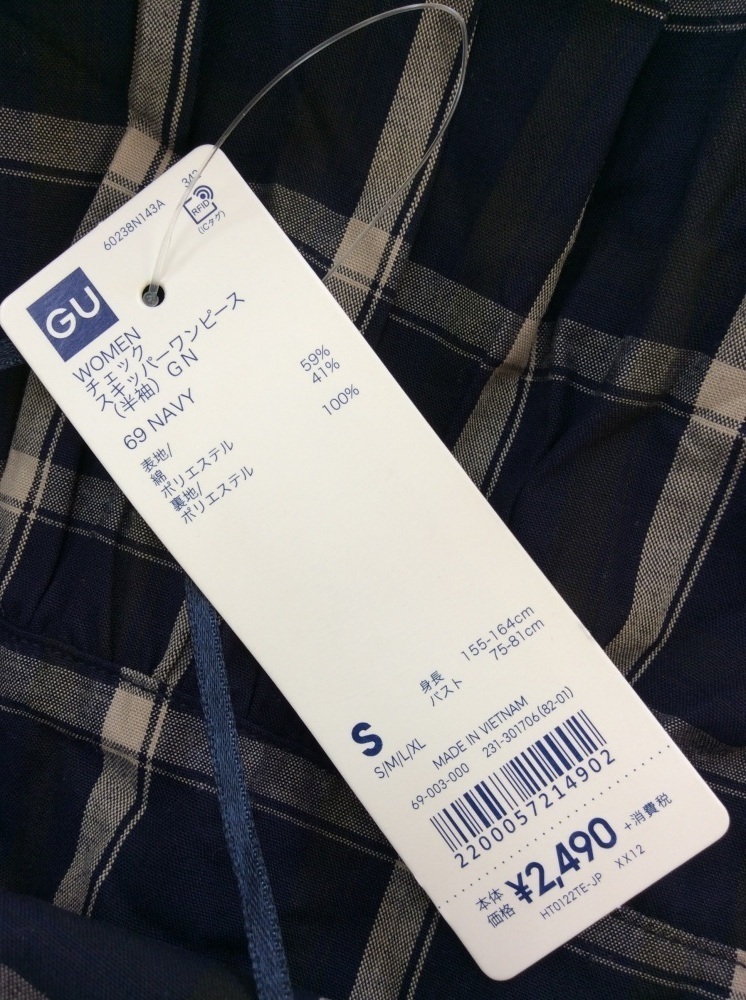 6023BN143A 342
RFID
(ICタグ)
GU
WOMEN
チェック
スキッパーワンピース
(半袖) GN
69 NAVY
表地/
綿 59%
ポリエステル 41%
裏地/
ポリエステル 100%
身長 155-164cm
バスト 75-81cm
S
S/M/L/XL MADE IN VIETNAM
69-003-000 231-301706(82-01)
2200057214902
本体価格 ¥2,490 +消費税
HT0122TE-JP XX12